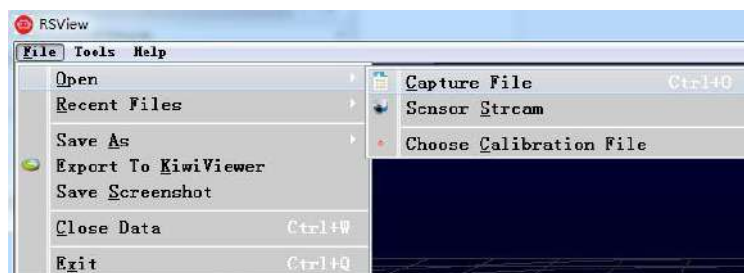 RSView
File Tools Help
Open
Recent Files
Save As
Export To KiwiViewer
Save Screenshot
Close Data Ctrl+W
Exit Ctrl+Q
Capture File Ctrl+O
Sensor Stream
Choose Calibration File